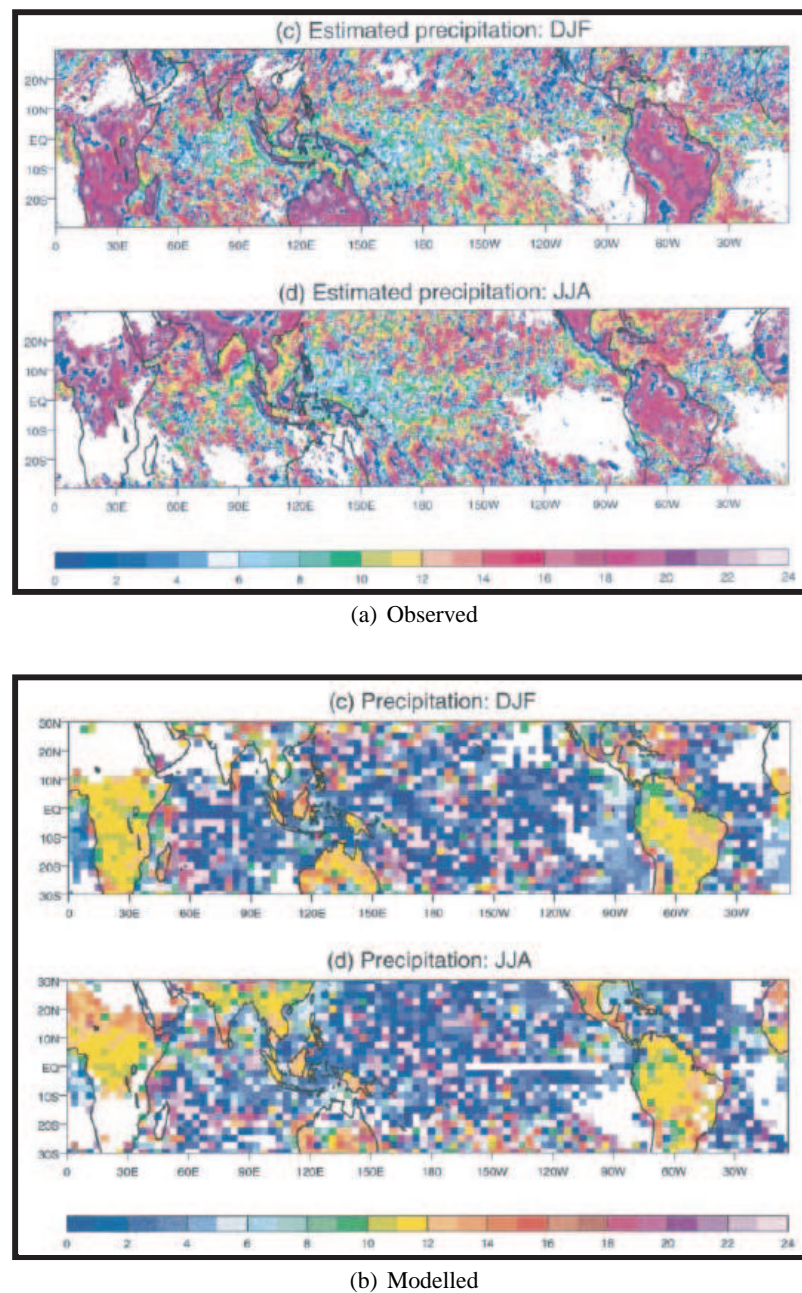 (c) Estimated precipitation: DJF
20N
10N
EQ
10S
20S
0 30E 60E 90E 120E 150E 180 150W 120W 90W 60W 30W
(d) Estimated precipitation: JJA
20N
10N
EQ
10S
20S
0 30E 60E 90E 120E 150E 180 150W 120W 90W 60W 30W
0 2 4 6 8 10 12 14 16 18 20 22 24
(a) Observed
(c) Precipitation: DJF
30N
20N
10N
EQ
10S
20S
30S
0 30E 60E 90E 120E 150E 180 150W 120W 90W 60W 30W
(d) Precipitation: JJA
30N
20N
10N
EQ
10S
20S
30S
0 30E 60E 90E 120E 150E 180 150W 120W 90W 60W 30W
0 2 4 6 8 10 12 14 16 18 20 22 24
(b) Modelled